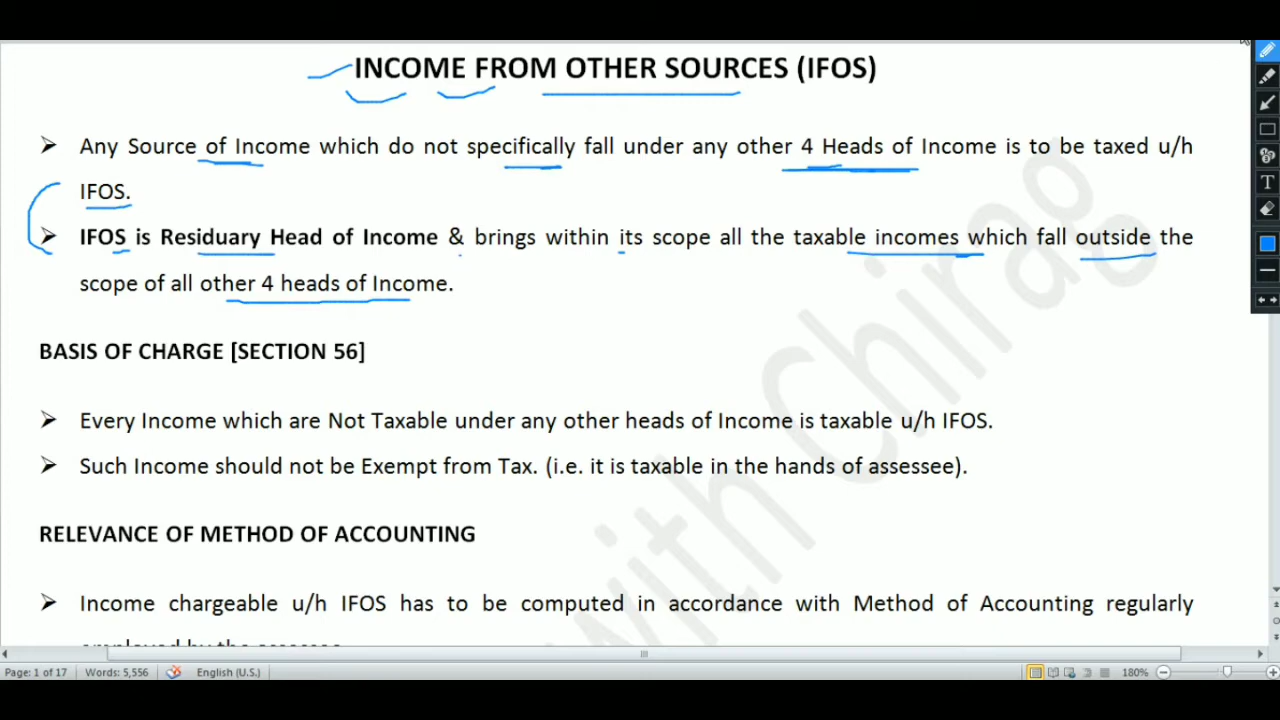 INCOME FROM OTHER SOURCES (IFOS)
➢ Any Source of Income which do not specifically fall under any other 4 Heads of Income is to be taxed u/h
IFOS.
➢ IFOS is Residuary Head of Income & brings within its scope all the taxable incomes which fall outside the
scope of all other 4 heads of Income.
BASIS OF CHARGE [SECTION 56]
➢ Every Income which are Not Taxable under any other heads of Income is taxable u/h IFOS.
➢ Such Income should not be Exempt from Tax. (i.e. it is taxable in the hands of assessee).
RELEVANCE OF METHOD OF ACCOUNTING
➢ Income chargeable u/h IFOS has to be computed in accordance with Method of Accounting regularly
employed by the assessee
with Chirag
Page: 1 of 17 Words: 5,556 English (U.S.) 180%